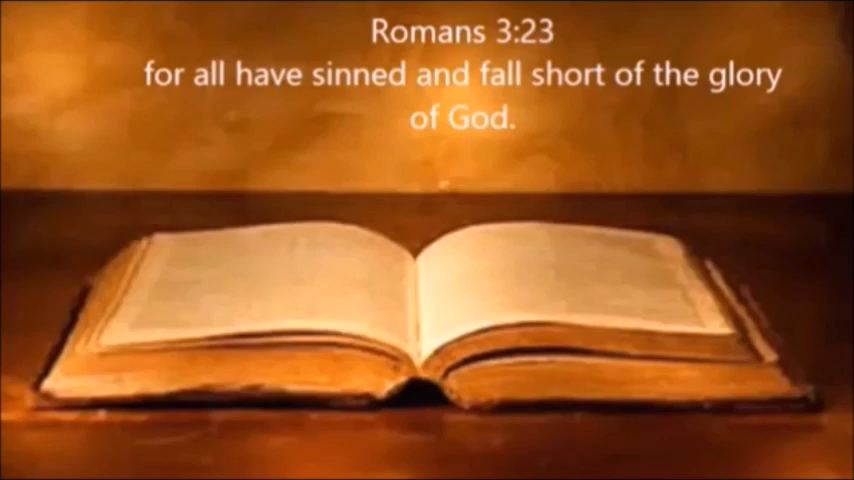 Romans 3:23
for all have sinned and fall short of the glory
of God.